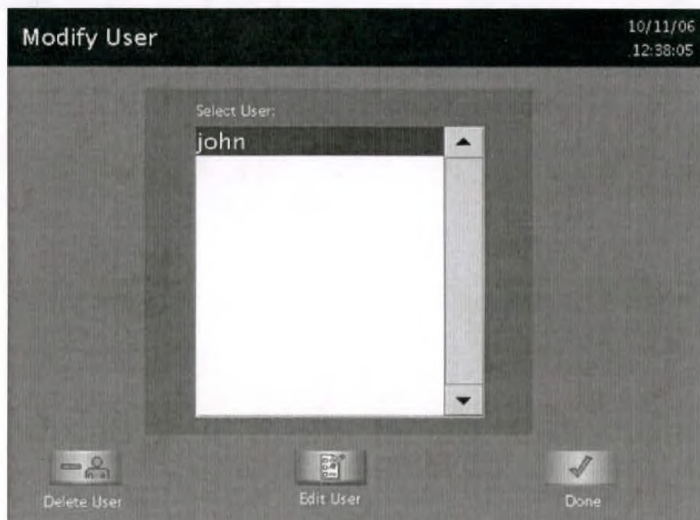 Modify User
10/11/06
12:38:05
Select User:
john
Delete User
Edit User
Done